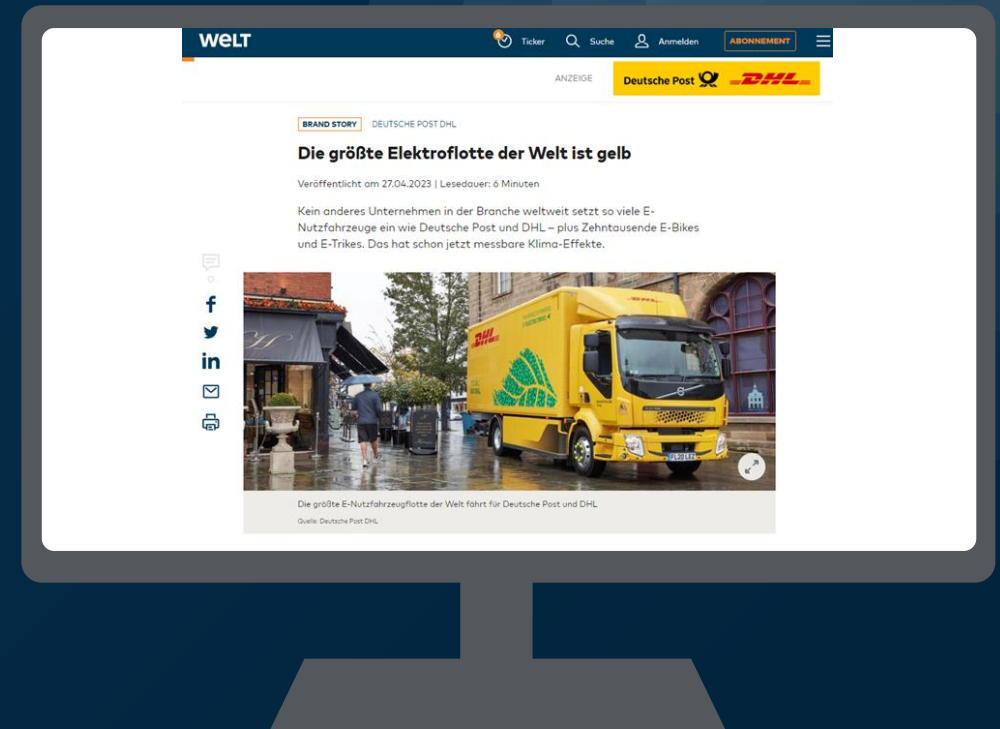 WELT
Ticker
Suche
Anmelden
ABONNEMENT
ANZEIGE
Deutsche Post
DHL
BRAND STORY DEUTSCHE POST DHL
Die größte Elektroflotte der Welt ist gelb
Veröffentlicht am 27.04.2023 | Lesedauer: 6 Minuten
Kein anderes Unternehmen in der Branche weltweit setzt so viele E-
Nutzfahrzeuge ein wie Deutsche Post und DHL – plus Zehntausende E-Bikes
und E-Trikes. Das hat schon jetzt messbare Klima-Effekte.
0
DHL
DHL
Die größte E-Nutzfahrzeugflotte der Welt fährt für Deutsche Post und DHL
Quelle: Deutsche Post DHL